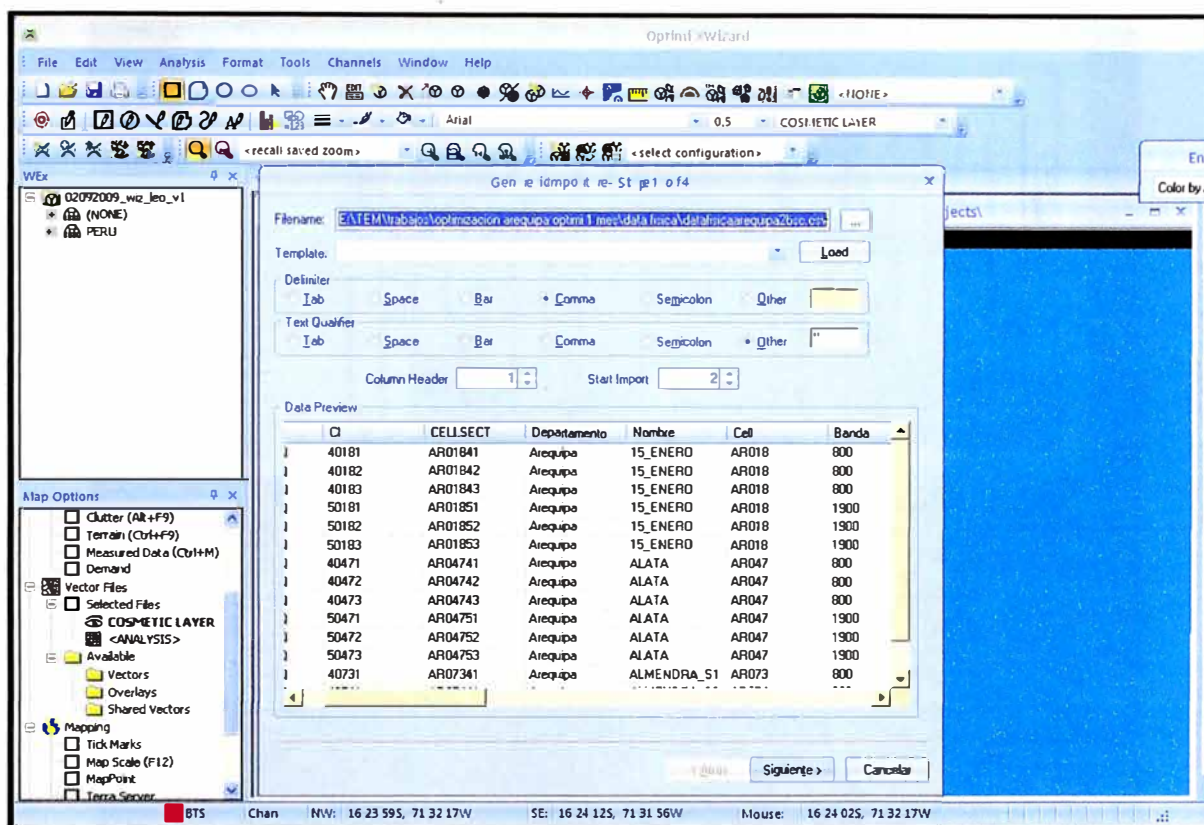 Optimi xWizard
File Edit View Analysis Format Tools Channels Window Help
<NONE>
Arial 0.5 COSMETIC LAYER
<recall saved zoom> <select configuration>
WEx
02092009_wiz_leo_v1
(NONE)
PERU
Map Options
Clutter (Alt+F9)
Terrain (Ctrl+F9)
Measured Data (Ctrl+M)
Demand
Vector Files
Selected Files
COSMETIC LAYER
<ANALYSIS>
Available
Vectors
Overlays
Shared Vectors
Mapping
Tick Marks
Map Scale (F12)
MapPoint
Terra Server
of4
Filename:
Template: Load
Delimiter
Tab Space Bar Comma Semicolon Other
Text Qualifier
Tab Space Bar Comma Semicolon Other "
Column Header 1 Start Import 2
Data Preview
CI CELLSECT Departamento Nombre Cell Banda
40181 AR01841 Arequipa 15_ENERO AR018 800
40182 AR01842 Arequipa 15_ENERO AR018 800
40183 AR01843 Arequipa 15_ENERO AR018 800
50181 AR01851 Arequipa 15_ENERO AR018 1900
50182 AR01852 Arequipa 15_ENERO AR018 1900
50183 AR01853 Arequipa 15_ENERO AR018 1900
40471 AR04741 Arequipa ALATA AR047 800
40472 AR04742 Arequipa ALATA AR047 800
40473 AR04743 Arequipa ALATA AR047 800
50471 AR04751 Arequipa ALATA AR047 1900
50472 AR04752 Arequipa ALATA AR047 1900
50473 AR04753 Arequipa ALATA AR047 1900
40731 AR07341 Arequipa ALMENDRA_S1 AR073 800
Siguiente > Cancelar
En
Color by
jects\
BTS Chan NW: 16 23 59S, 71 32 17W SE: 16 24 12S, 71 31 56W Mouse: 16 24 02S, 71 32 17W